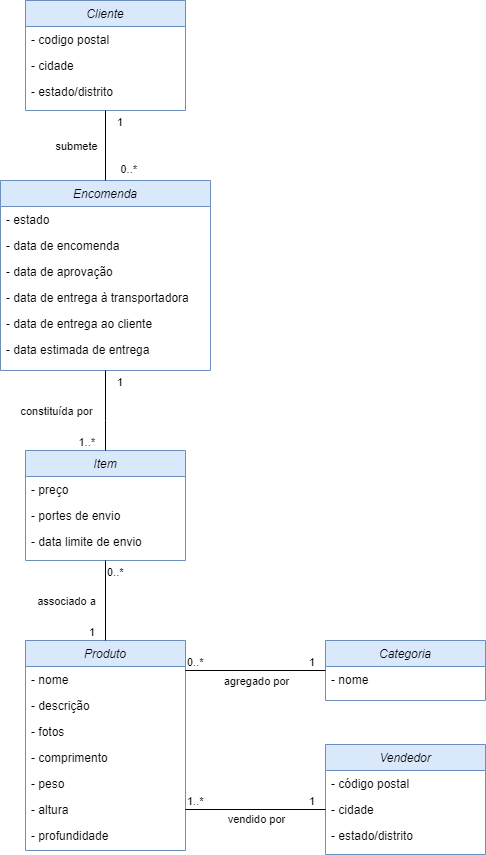 Cliente
- codigo postal
- cidade
- estado/distrito
1
submete
0..*
Encomenda
- estado
- data de encomenda
- data de aprovação
- data de entrega à transportadora
- data de entrega ao cliente
- data estimada de entrega
1
constituída por
1..*
Item
- preço
- portes de envio
- data limite de envio
0..*
associado a
1
Produto
- nome
- descrição
- fotos
- comprimento
- peso
- altura
- profundidade
0..*
1
agregado por
Categoria
- nome
1..*
1
vendido por
Vendedor
- código postal
- cidade
- estado/distrito